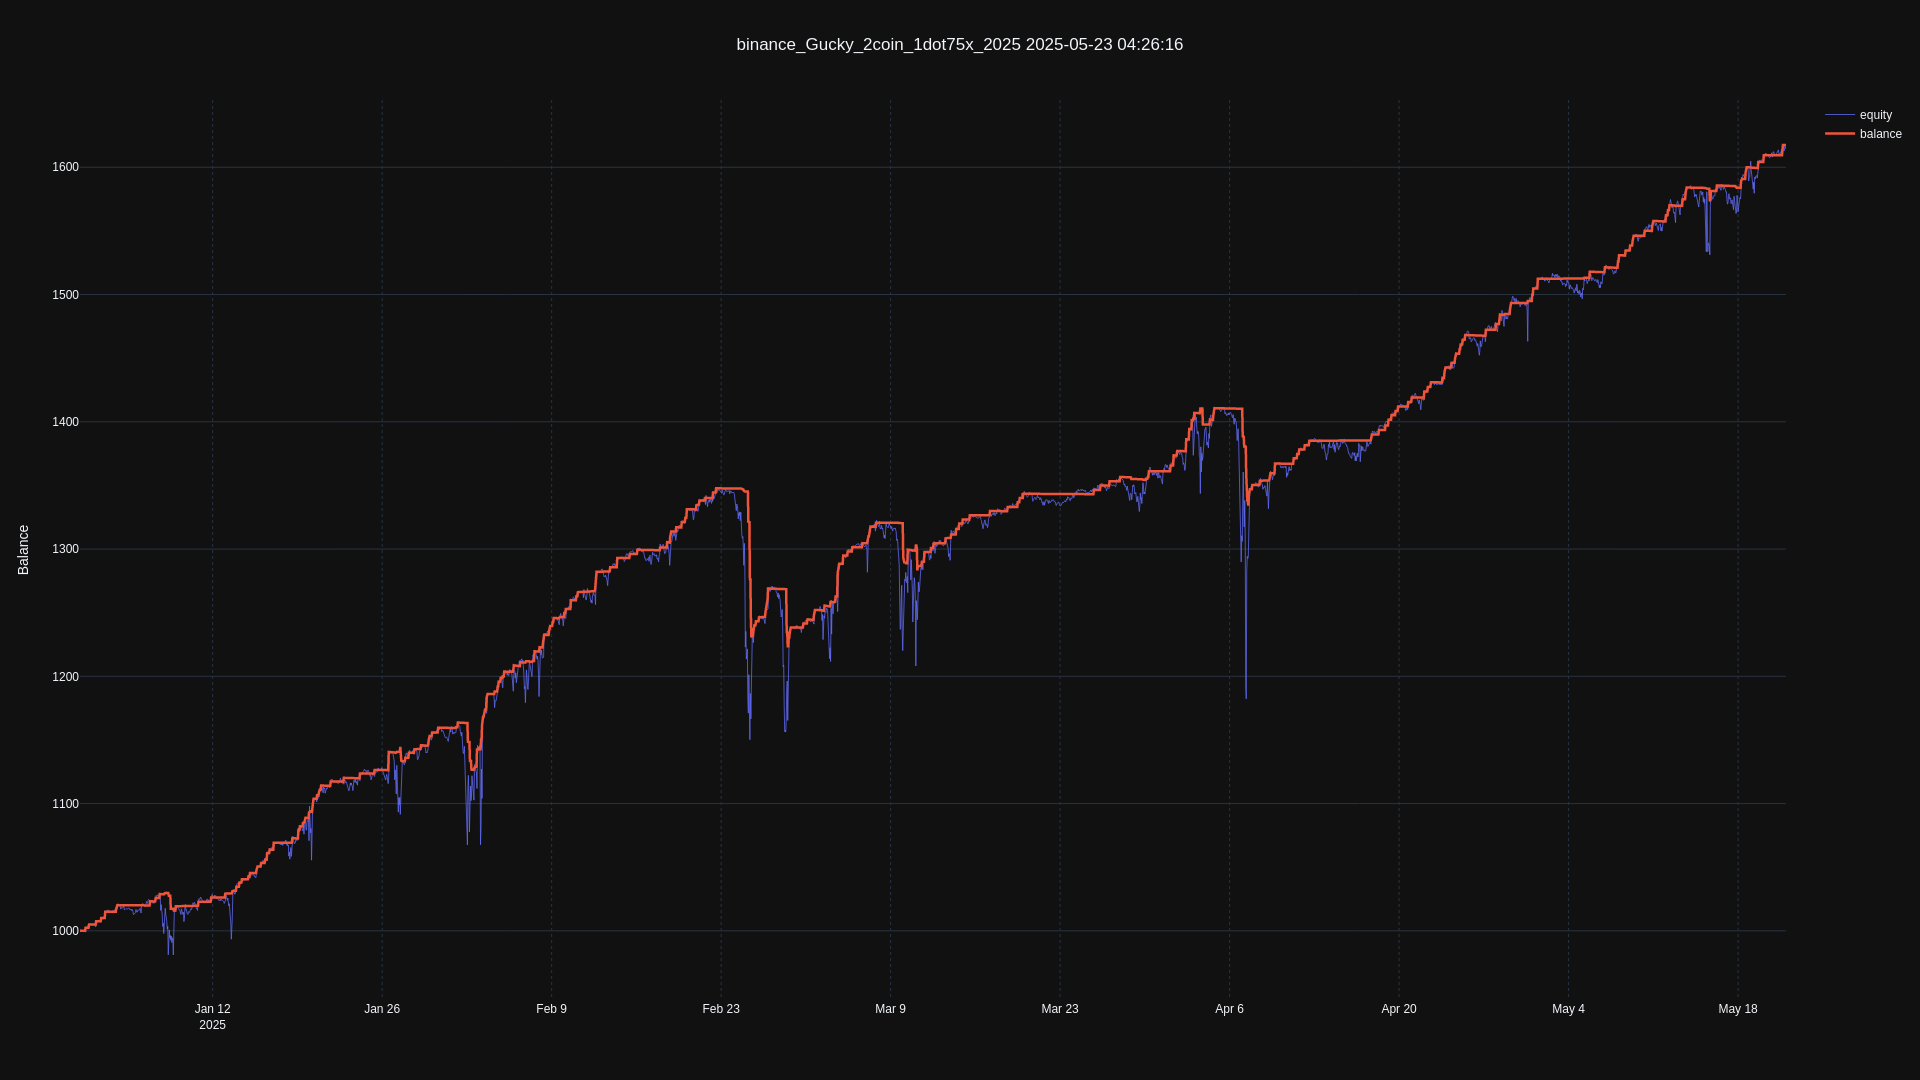 binance_Gucky_2coin_1dot75x_2025 2025-05-23 04:26:16
equity
balance
Balance
1600
1500
1400
1300
1200
1100
1000
Jan 12
2025
Jan 26
Feb 9
Feb 23
Mar 9
Mar 23
Apr 6
Apr 20
May 4
May 18